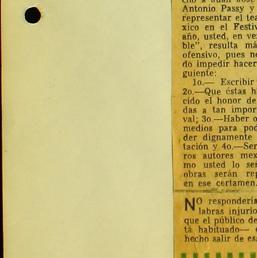 Antonio Passy y
representar el tea
xico en el Festiv
año, usted, en ve
ble", resulta má
ofensivo, pues n
do impedir hacer
guiente:
1o.— Escribir
2o.—Que éstas h
cido el honor de
das a tan impor
val; 3o.—Haber o
medios para pod
der dignamente
tación y 4o.—Ser
ros autores mex
mo usted lo se
obras serán re
en ese certamen.
NO respondería
labras injurio
que el público de
tá habituado— e
hecho salir de es